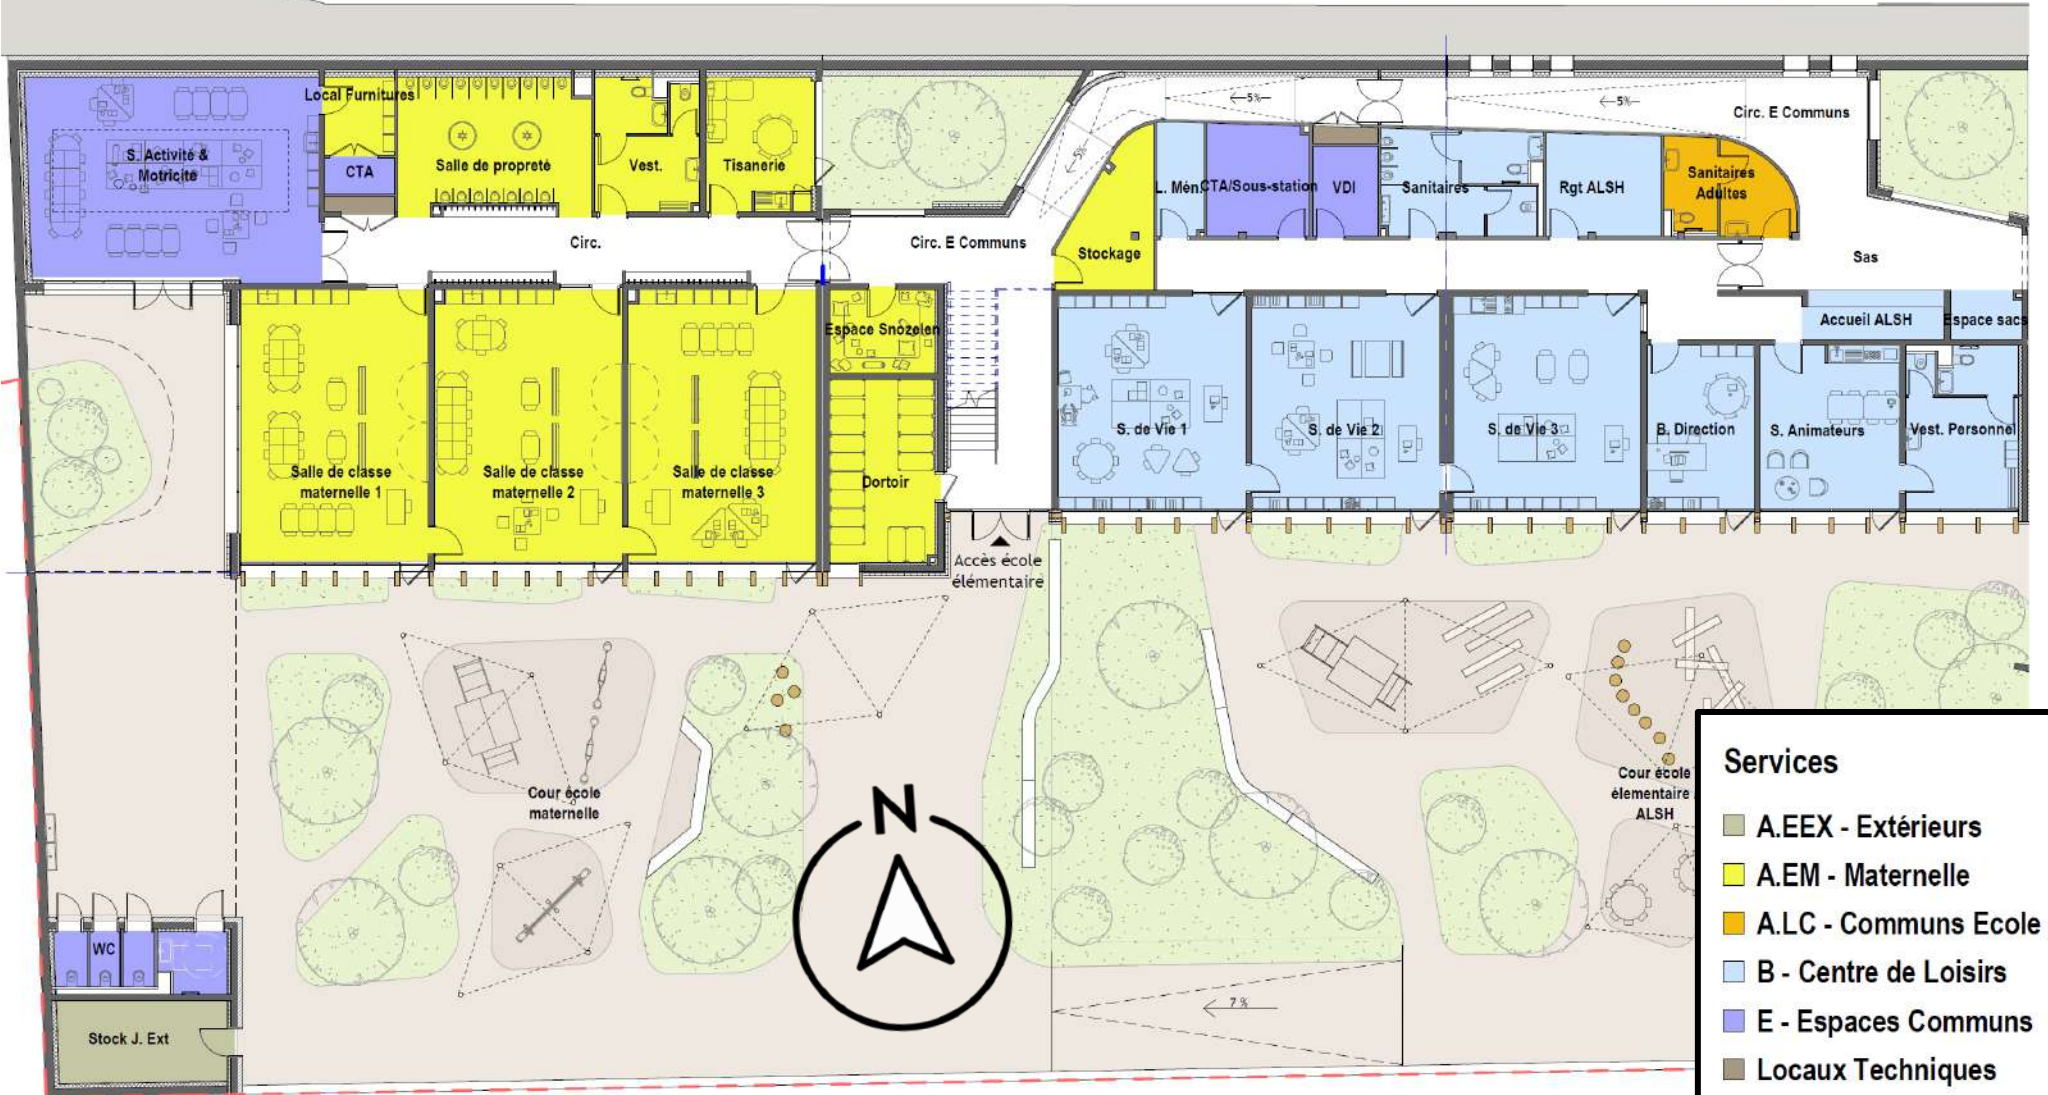 Local Furnitures
S. Activité &
Motricité
CTA
Salle de propreté
Vest.
Tisanerie
5%
5%
5%
Circ. E Communs
L. Mén.
CTA/Sous-station
VDI
Sanitaires
Rgt ALSH
Sanitaires
Adultes
Circ.
Circ. E Communs
Stockage
Sas
Espace Snozelen
Accueil ALSH
Espace sacs
Salle de classe
maternelle 1
Salle de classe
maternelle 2
Salle de classe
maternelle 3
Dortoir
S. de Vie 1
S. de Vie 2
S. de Vie 3
B. Direction
S. Animateurs
Vest. Personnel
Accès école
élémentaire
Cour école
maternelle
N
Cour école
élementaire
ALSH
WC
Stock J. Ext
7 %
Services
A.EEX - Extérieurs
A.EM - Maternelle
A.LC - Communs Ecole
B - Centre de Loisirs
E - Espaces Communs
Locaux Techniques